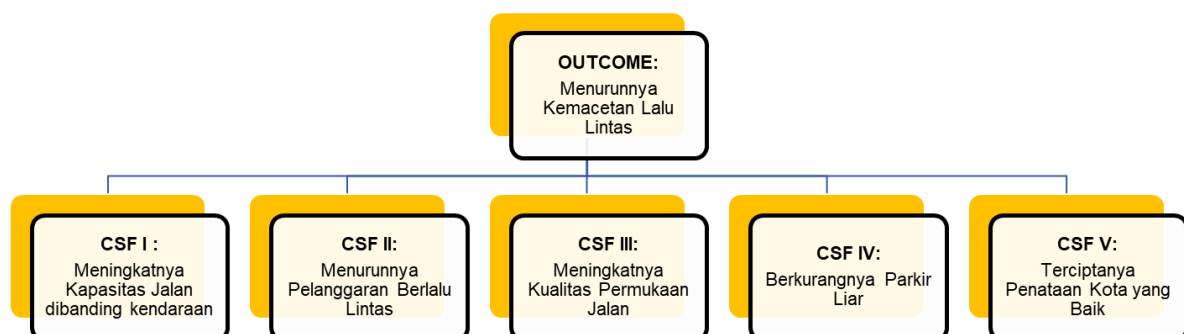 OUTCOME:
Menurunnya
Kemacetan Lalu
Lintas
CSF I :
Meningkatnya
Kapasitas Jalan
dibanding kendaraan
CSF II:
Menurunnya
Pelanggaran Berlalu
Lintas
CSF III:
Meningkatnya
Kualitas Permukaan
Jalan
CSF IV:
Berkurangnya Parkir
Liar
CSF V:
Terciptanya
Penataan Kota yang
Baik